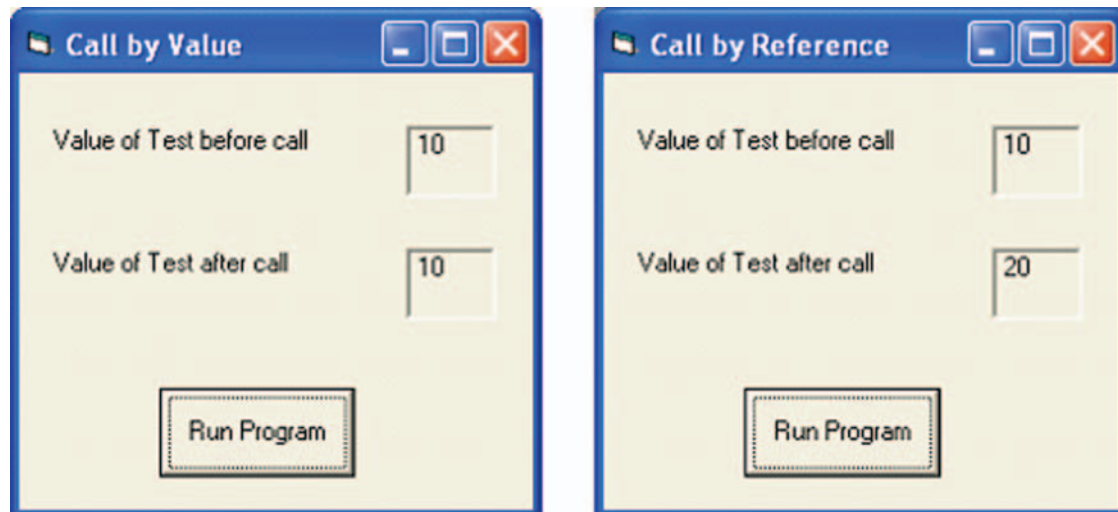 Call by Value
Value of Test before call 10
Value of Test after call 10
Run Program
Call by Reference
Value of Test before call 10
Value of Test after call 20
Run Program